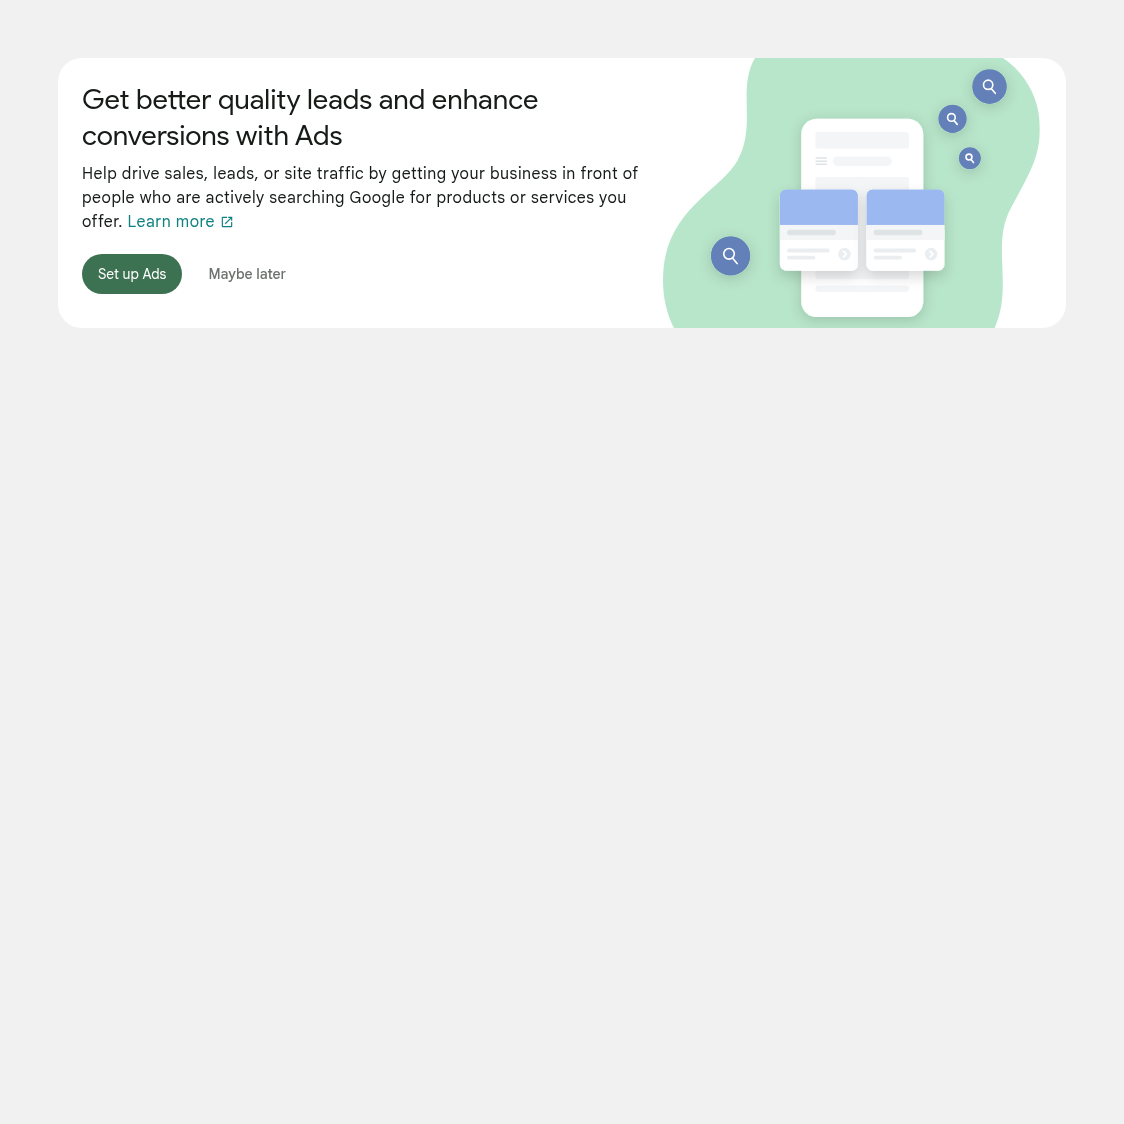 Get better quality leads and enhance
conversions with Ads
Help drive sales, leads, or site traffic by getting your business in front of
people who are actively searching Google for products or services you
offer. Learn more
Set up Ads
Maybe later